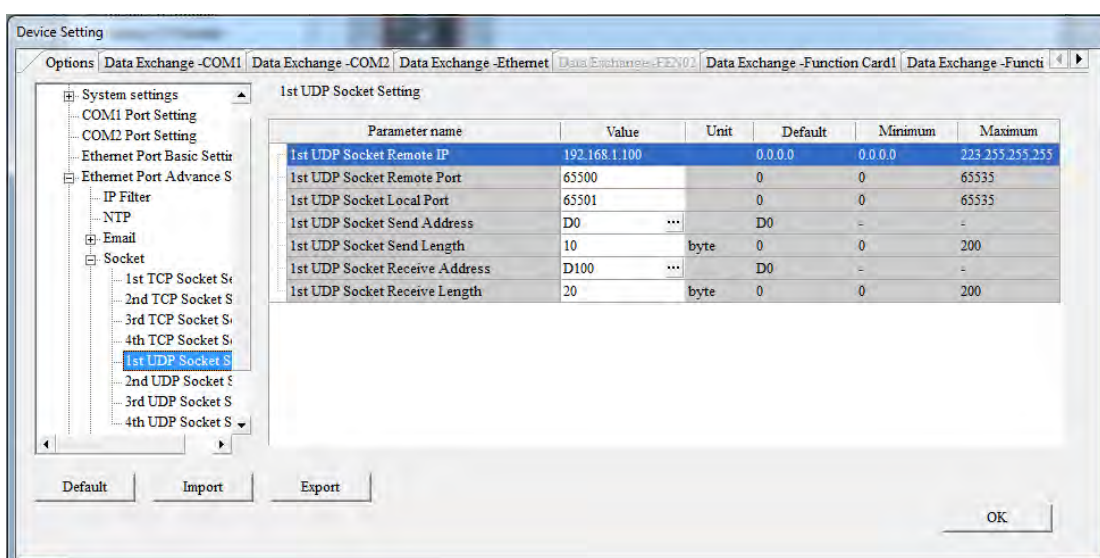 Device Setting
Options Data Exchange -COM1 Data Exchange -COM2 Data Exchange -Ethernet Data Exchange -FEN02 Data Exchange -Function Card1 Data Exchange -Functi
System settings
COM1 Port Setting
COM2 Port Setting
Ethernet Port Basic Settir
Ethernet Port Advance S
IP Filter
NTP
Email
Socket
1st TCP Socket Se
2nd TCP Socket S
3rd TCP Socket S
4th TCP Socket S
1st UDP Socket S
2nd UDP Socket S
3rd UDP Socket S
4th UDP Socket S
1st UDP Socket Setting
Parameter name Value Unit Default Minimum Maximum
1st UDP Socket Remote IP 192.168.1.100 0.0.0.0 0.0.0.0 223.255.255.255
1st UDP Socket Remote Port 65500 0 0 65535
1st UDP Socket Local Port 65501 0 0 65535
1st UDP Socket Send Address D0 ... D0 - -
1st UDP Socket Send Length 10 byte 0 0 200
1st UDP Socket Receive Address D100 ... D0 - -
1st UDP Socket Receive Length 20 byte 0 0 200
Default Import Export
OK